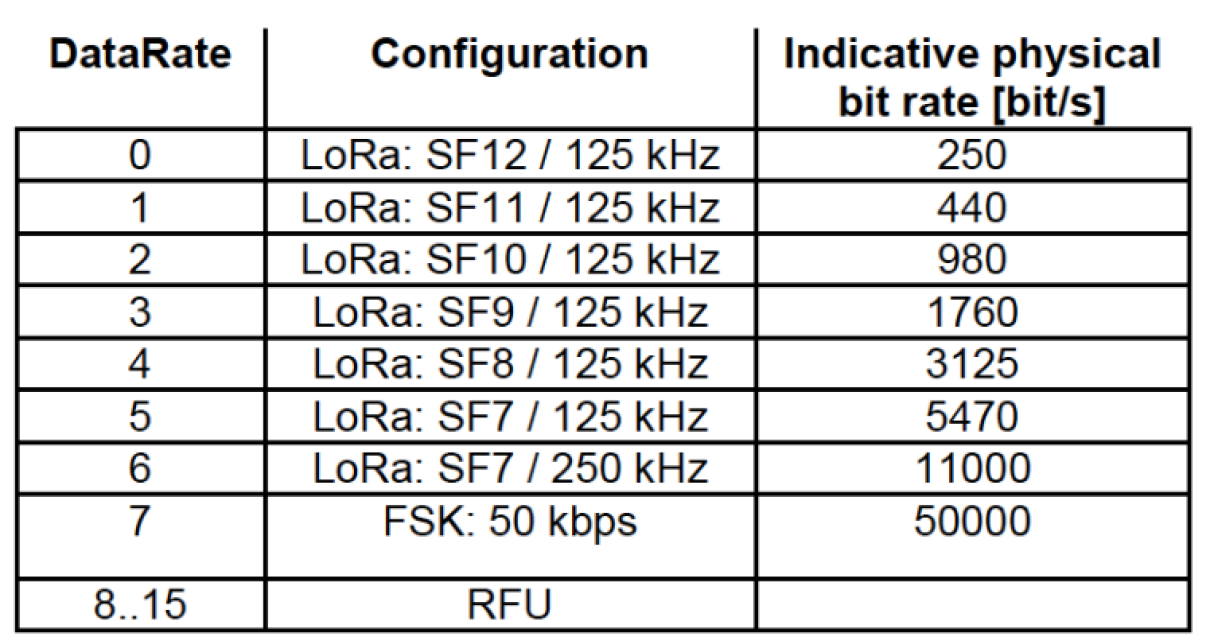 DataRate Configuration Indicative physical
bit rate [bit/s]
0 LoRa: SF12 / 125 kHz 250
1 LoRa: SF11 / 125 kHz 440
2 LoRa: SF10 / 125 kHz 980
3 LoRa: SF9 / 125 kHz 1760
4 LoRa: SF8 / 125 kHz 3125
5 LoRa: SF7 / 125 kHz 5470
6 LoRa: SF7 / 250 kHz 11000
7 FSK: 50 kbps 50000
8..15 RFU